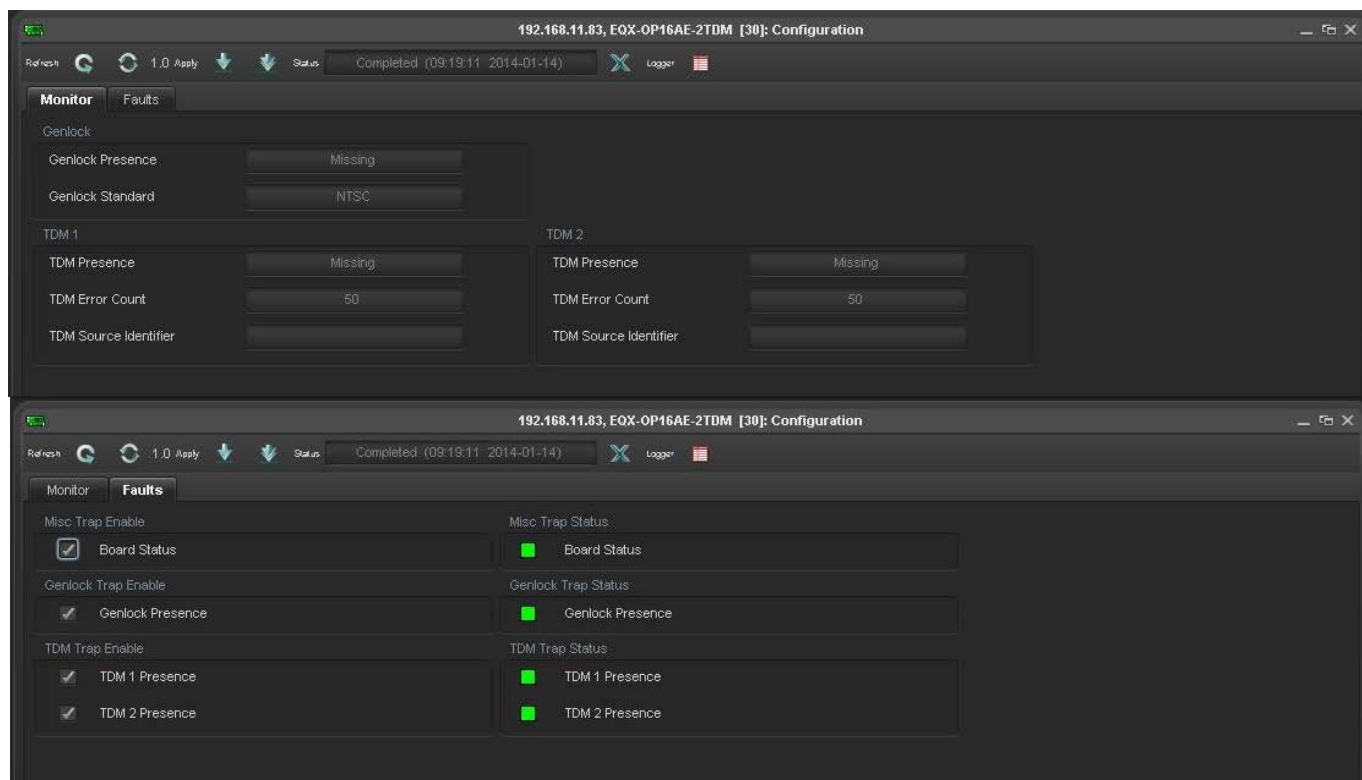 192.168.11.83, EQX-OP16AE-2TDM [30]: Configuration
Refresh 1.0 Apply Status Completed (09:19:11 2014-01-14) Logger
Monitor Faults
Genlock
Genlock Presence Missing
Genlock Standard NTSC
TDM 1 TDM 2
TDM Presence Missing TDM Presence Missing
TDM Error Count 50 TDM Error Count 50
TDM Source Identifier TDM Source Identifier
192.168.11.83, EQX-OP16AE-2TDM [30]: Configuration
Refresh 1.0 Apply Status Completed (09:19:11 2014-01-14) Logger
Monitor Faults
Misc Trap Enable Misc Trap Status
Board Status Board Status
Genlock Trap Enable Genlock Trap Status
Genlock Presence Genlock Presence
TDM Trap Enable TDM Trap Status
TDM 1 Presence TDM 1 Presence
TDM 2 Presence TDM 2 Presence